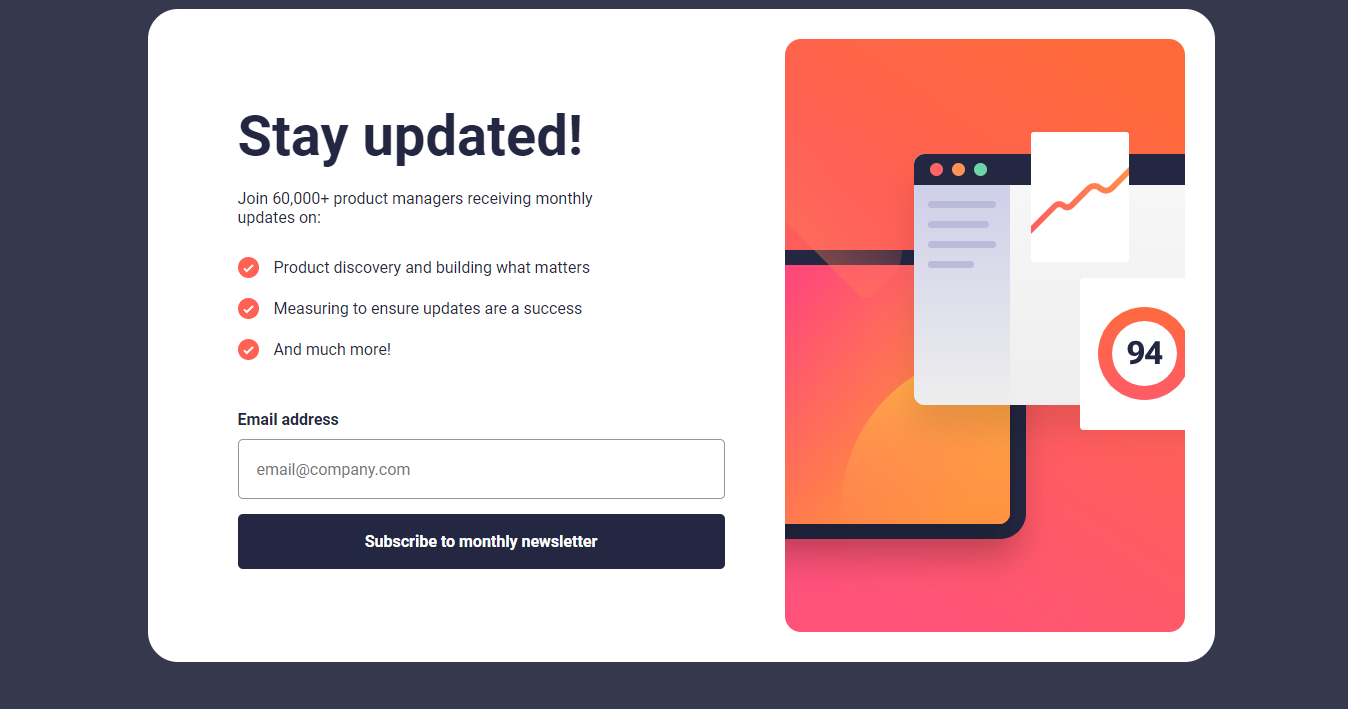 Stay updated!
Join 60,000+ product managers receiving monthly
updates on:
Product discovery and building what matters
Measuring to ensure updates are a success
And much more!
Email address
email@company.com
Subscribe to monthly newsletter
94